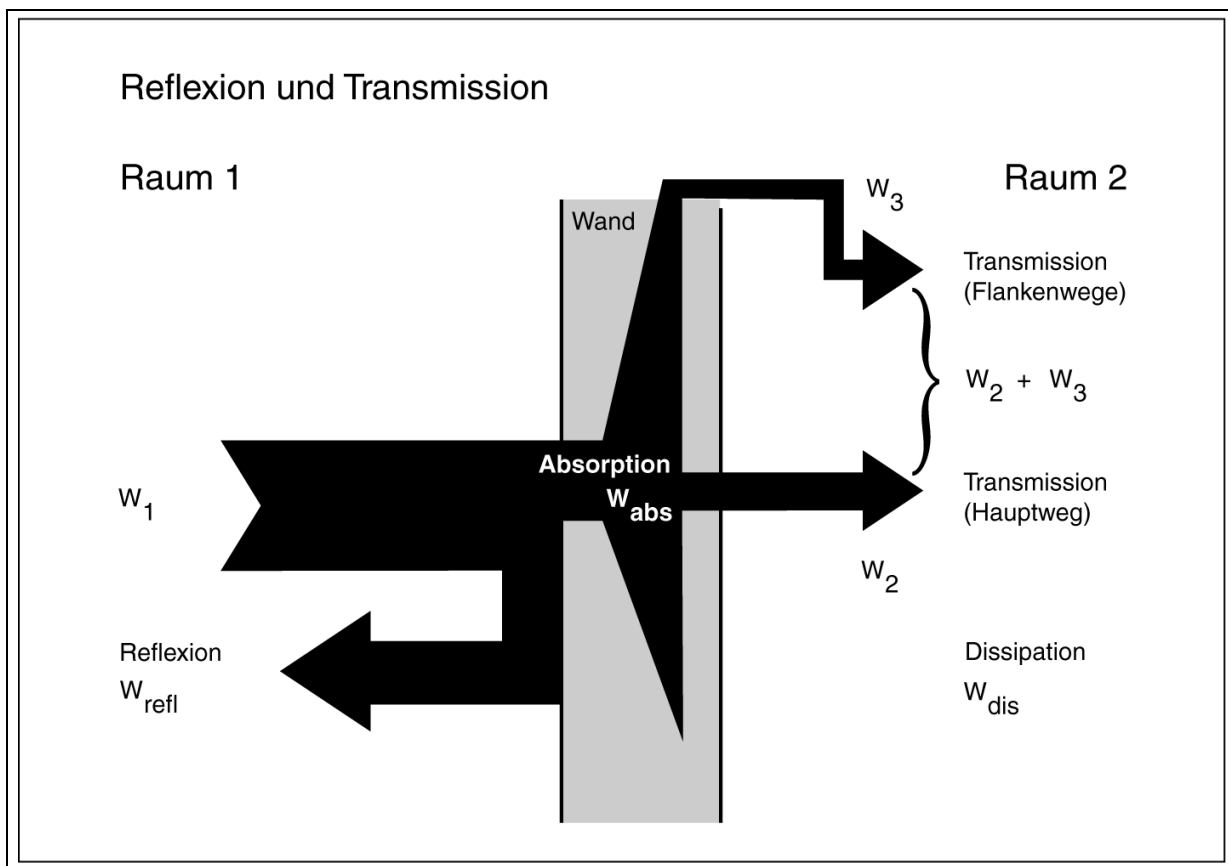 Reflexion und Transmission
Raum 1
Raum 2
Wand
W3
Transmission
(Flankenwege)
W2 + W3
Absorption
Wabs
W1
Transmission
(Hauptweg)
W2
Reflexion
Wrefl
Dissipation
Wdis